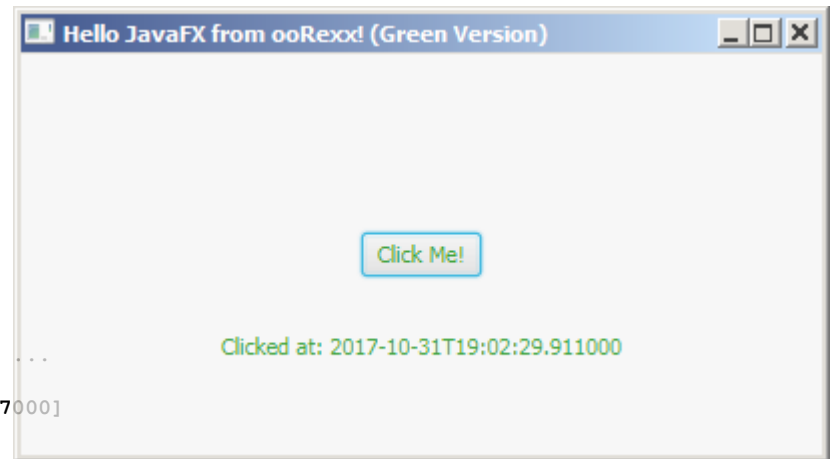 Hello JavaFX from ooRexx! (Green Version)
Click Me!
Clicked at: 2017-10-31T19:02:29.911000
...
7000]